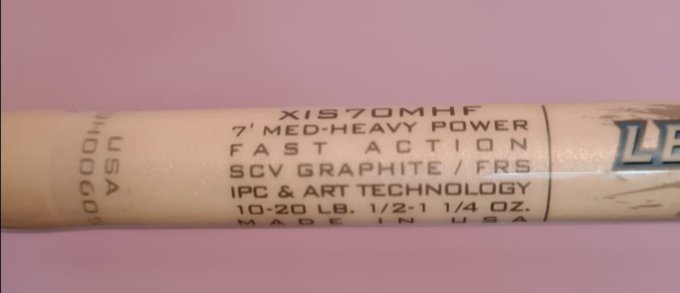 XIS70MHF
7' MED-HEAVY POWER
FAST ACTION
SCV GRAPHITE / FRS
IPC & ART TECHNOLOGY
10-20 LB. 1/2-1 1/4 OZ.
MADE IN USA
USA